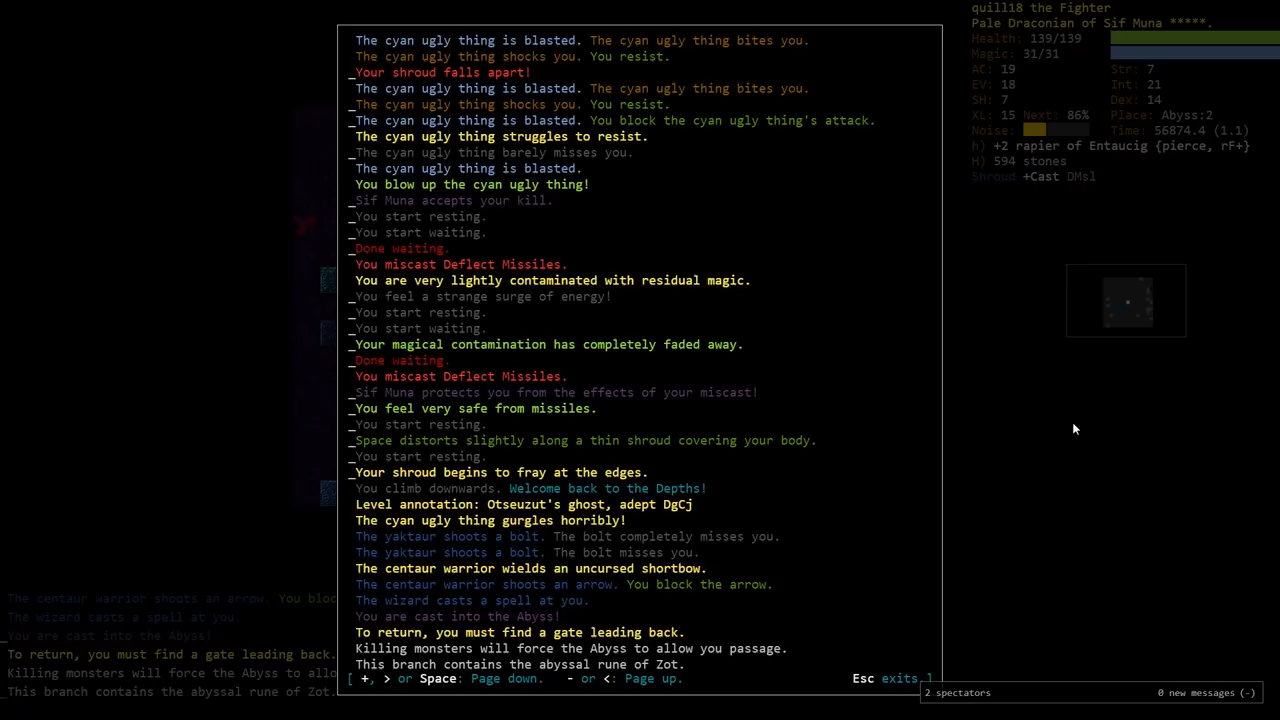 The cyan ugly thing is blasted. The cyan ugly thing bites you.
The cyan ugly thing shocks you. You resist.
_Your shroud falls apart!
The cyan ugly thing is blasted. The cyan ugly thing bites you.
_The cyan ugly thing shocks you. You resist.
_The cyan ugly thing is blasted. You block the cyan ugly thing's attack.
The cyan ugly thing struggles to resist.
_The cyan ugly thing barely misses you.
The cyan ugly thing is blasted.
You blow up the cyan ugly thing!
_Sif Muna accepts your kill.
_You start resting.
_You start waiting.
_Done waiting.
You miscast Deflect Missiles.
You are very lightly contaminated with residual magic.
_You feel a strange surge of energy!
_You start resting.
_You start waiting.
Your magical contamination has completely faded away.
_Done waiting.
You miscast Deflect Missiles.
_Sif Muna protects you from the effects of your miscast!
_You feel very safe from missiles.
_You start resting.
_Space distorts slightly along a thin shroud covering your body.
_You start resting.
_Your shroud begins to fray at the edges.
You climb downwards. Welcome back to the Depths!
Level annotation: Otseuzut's ghost, adept DgCj
_The cyan ugly thing gurgles horribly!
The yaktaur shoots a bolt. The bolt completely misses you.
_The yaktaur shoots a bolt. The bolt misses you.
The centaur warrior wields an uncursed shortbow.
_The centaur warrior shoots an arrow. You block the arrow.
The wizard casts a spell at you.
_You are cast into the Abyss!
To return, you must find a gate leading back.
Killing monsters will force the Abyss to allow you passage.
This branch contains the abyssal rune of Zot.
[ +, > or Space: Page down.   - or <: Page up.   Esc exits ]
quill18 the Fighter
Pale Draconian of Sif Muna *****.
Health: 139/139
Magic: 31/31
AC: 19 Str: 7
EV: 18 Int: 21
SH: 7 Dex: 14
XL: 15 Next: 86% Place: Abyss:2
Noise: Time: 56874.4 (1.1)
h) +2 rapier of Entaucig {pierce, rF+}
H) 594 stones
Shroud +Cast DMsl
The centaur warrior shoots an arrow. You bloc
The wizard casts a spell at you
_You are cast into the Abyss!
To return, you must find a gate leading back.
Killing monsters will force the Abyss to allo
_This branch contains the abyssal rune of Zot.
2 spectators 0 new messages (-)